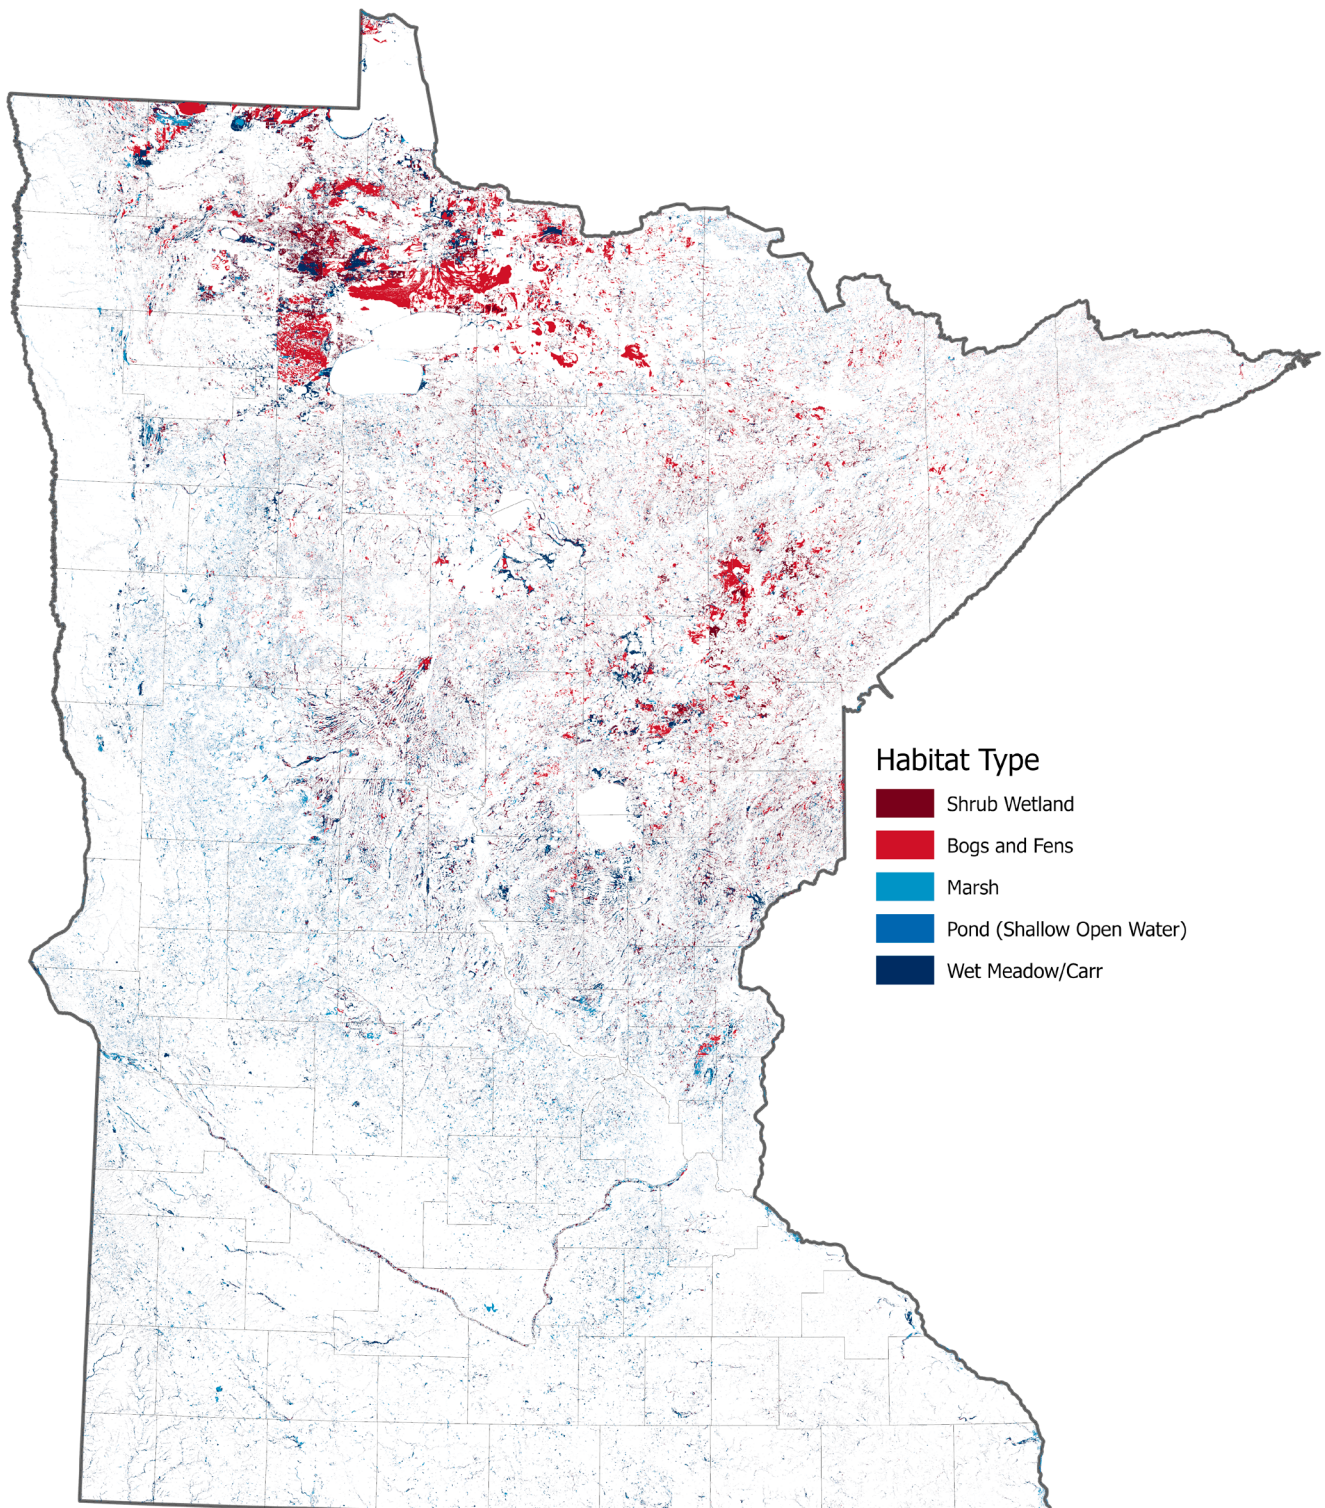 Habitat Type
Shrub Wetland
Bogs and Fens
Marsh
Pond (Shallow Open Water)
Wet Meadow/Carr